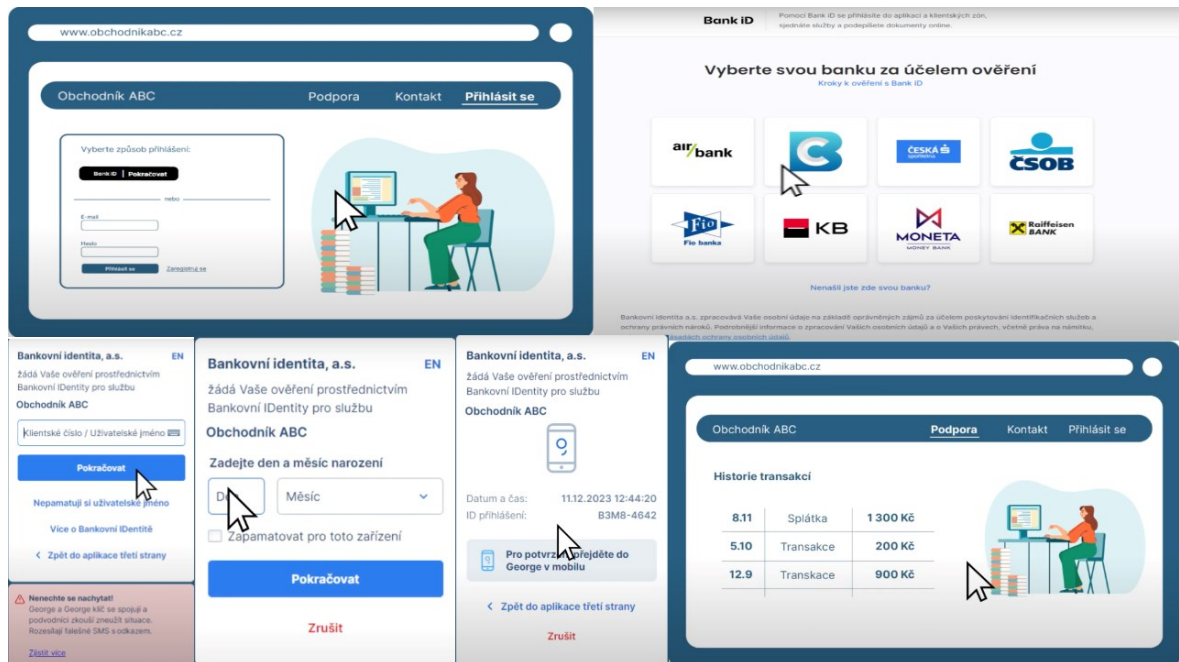 www.obchodnikabc.cz
Obchodník ABC
Podpora
Kontakt
Přihlásit se
Vyberte způsob přihlášení:
Bank iD | Pokračovat
nebo
E-mail
Heslo
Přihlásit se
Zaregistruj se
Bank iD
Pomocí Bank iD se přihlásíte do aplikací a klientských zón,
sjednáte služby a podepíšete dokumenty online.
Vyberte svou banku za účelem ověření
Kroky k ověření s Bank iD
air bank
ČESKÁ
spořitelna
ČSOB
Fio
Fio banka
KB
MONETA
MONEY BANK
Raiffeisen
BANK
Nenašli jste zde svou banku?
Bankovní identita a.s. zpracovává Vaše osobní údaje na základě oprávněných zájmů za účelem poskytování identifikačních služeb a
ochrany právních nároků. Podrobnější informace o zpracování Vašich osobních údajů a o Vašich právech, včetně práva na námitku,
zásadách ochrany osobních údajů.
Bankovní identita, a.s.
EN
žádá Vaše ověření prostřednictvím
Bankovní IDentity pro službu
Obchodník ABC
Klientské číslo / Uživatelské jméno
Pokračovat
Nepamatuji si uživatelské jméno
Více o Bankovní IDentitě
Zpět do aplikace třetí strany
Nenechte se nachytat!
George a George klíč se spojují a
podvodníci zkouší zneužít situace.
Rozesílají falešné SMS s odkazem.
Zjistit více
Bankovní identita, a.s.
EN
žádá Vaše ověření prostřednictvím
Bankovní IDentity pro službu
Obchodník ABC
Zadejte den a měsíc narození
Měsíc
Zapamatovat pro toto zařízení
Pokračovat
Zrušit
Bankovní identita, a.s.
EN
žádá Vaše ověření prostřednictvím
Bankovní IDentity pro službu
Obchodník ABC
Datum a čas: 11.12.2023 12:44:20
ID přihlášení: B3M8-4642
Pro potvrzení přejděte do
George v mobilu
Zpět do aplikace třetí strany
Zrušit
www.obchodnikabc.cz
Obchodník ABC
Podpora
Kontakt
Přihlásit se
Historie transakcí
8.11 Splátka 1 300 Kč
5.10 Transakce 200 Kč
12.9 Transkace 900 Kč